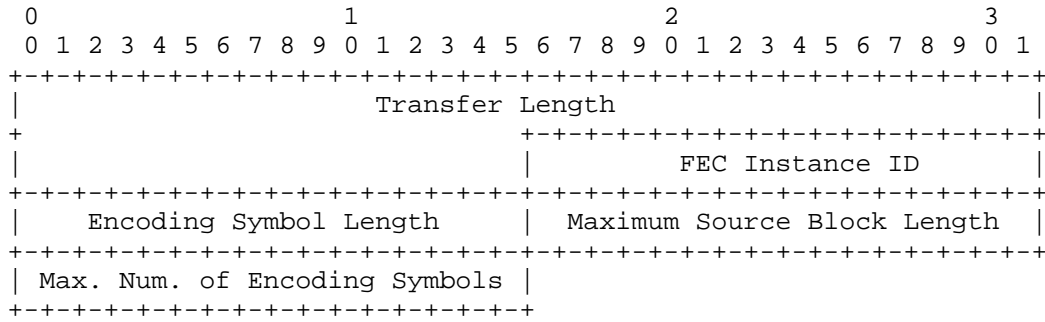 0                   1                   2                   3
 0 1 2 3 4 5 6 7 8 9 0 1 2 3 4 5 6 7 8 9 0 1 2 3 4 5 6 7 8 9 0 1
+-+-+-+-+-+-+-+-+-+-+-+-+-+-+-+-+-+-+-+-+-+-+-+-+-+-+-+-+-+-+-+-+
|                      Transfer Length                          |
+                               +-+-+-+-+-+-+-+-+-+-+-+-+-+-+-+-+
|                               |         FEC Instance ID       |
+-+-+-+-+-+-+-+-+-+-+-+-+-+-+-+-+-+-+-+-+-+-+-+-+-+-+-+-+-+-+-+-+
|    Encoding Symbol Length     |  Maximum Source Block Length  |
+-+-+-+-+-+-+-+-+-+-+-+-+-+-+-+-+-+-+-+-+-+-+-+-+-+-+-+-+-+-+-+-+
| Max. Num. of Encoding Symbols |
+-+-+-+-+-+-+-+-+-+-+-+-+-+-+-+-+